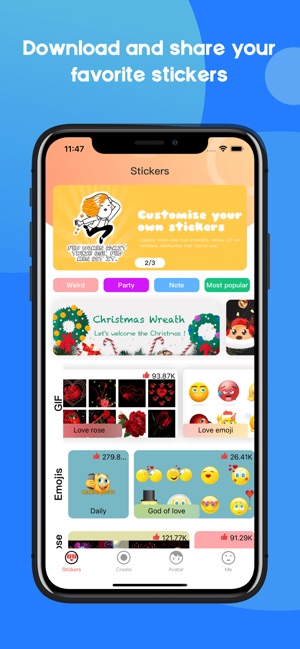 Download and share your
favorite stickers
11:47
Stickers
Customize your
own stickers
2/3
Weird
Party
Note
Most popular
Christmas Wreath
Let's welcome the Christmas !
GIF
93.87K
Love rose
Love emoji
Emojis
279.8...
26.41K
Daily
God of love
121.77K
91.29K
Stickers
Create
Avatar
Me